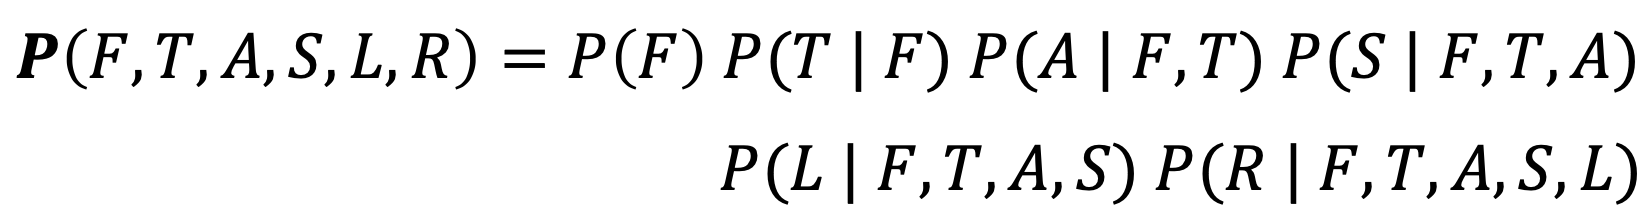 P(F, T, A, S, L, R) = P(F) P(T | F) P(A | F, T) P(S | F, T, A)
P(L | F, T, A, S) P(R | F, T, A, S, L)